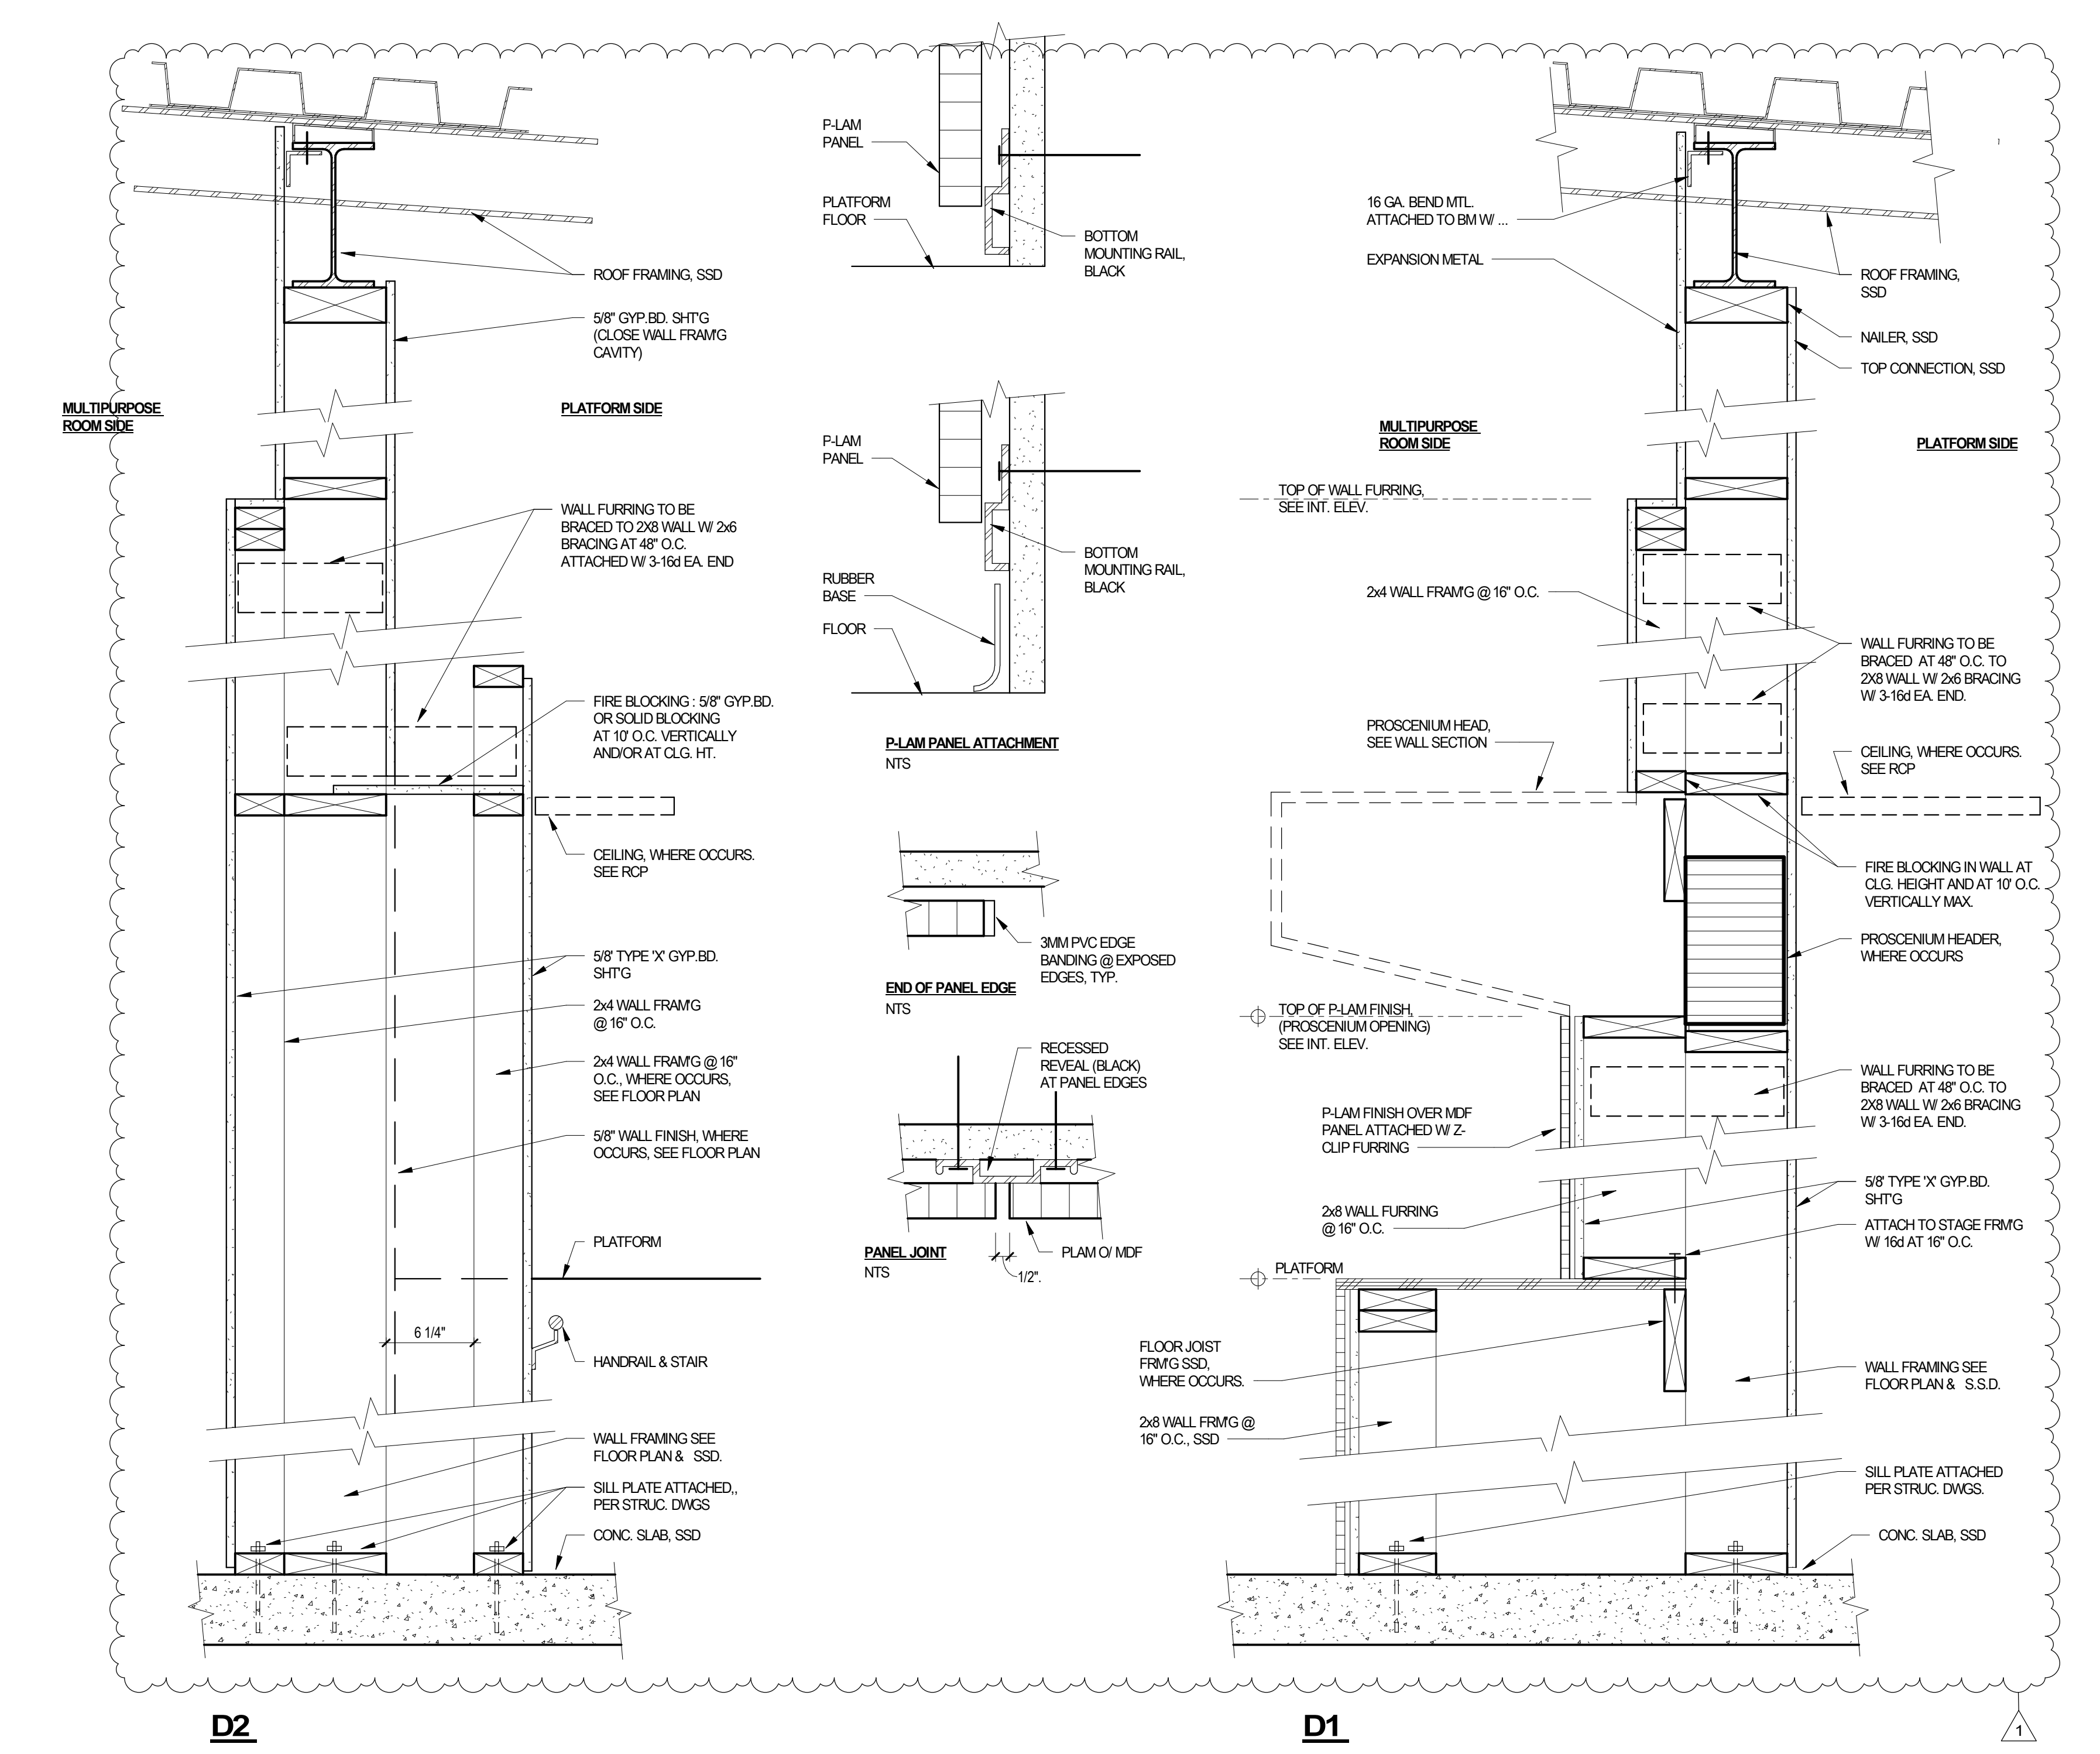 MULTIPURPOSE
ROOM SIDE
PLATFORM SIDE
ROOF FRAMING, SSD
5/8" GYP.BD. SHT'G
(CLOSE WALL FRAM'G
CAVITY)
WALL FURRING TO BE
BRACED TO 2X8 WALL W/ 2x6
BRACING AT 48" O.C.
ATTACHED W/ 3-16d EA. END
FIRE BLOCKING : 5/8" GYP.BD.
OR SOLID BLOCKING
AT 10' O.C. VERTICALLY
AND/OR AT CLG. HT.
CEILING, WHERE OCCURS.
SEE RCP
5/8' TYPE 'X' GYP.BD.
SHT'G
2x4 WALL FRAM'G
@ 16" O.C.
2x4 WALL FRAM'G @ 16"
O.C., WHERE OCCURS,
SEE FLOOR PLAN
5/8" WALL FINISH, WHERE
OCCURS, SEE FLOOR PLAN
PLATFORM
6 1/4"
HANDRAIL & STAIR
WALL FRAMING SEE
FLOOR PLAN & SSD.
SILL PLATE ATTACHED,,
PER STRUC. DWGS
CONC. SLAB, SSD
D2
P-LAM
PANEL
PLATFORM
FLOOR
BOTTOM
MOUNTING RAIL,
BLACK
P-LAM
PANEL
BOTTOM
MOUNTING RAIL,
BLACK
RUBBER
BASE
FLOOR
P-LAM PANEL ATTACHMENT
NTS
3MM PVC EDGE
BANDING @ EXPOSED
EDGES, TYP.
END OF PANEL EDGE
NTS
RECESSED
REVEAL (BLACK)
AT PANEL EDGES
PANEL JOINT
NTS
PLAM O/ MDF
1/2".
16 GA. BEND MTL.
ATTACHED TO BM W/ ...
EXPANSION METAL
ROOF FRAMING,
SSD
NAILER, SSD
TOP CONNECTION, SSD
MULTIPURPOSE
ROOM SIDE
PLATFORM SIDE
TOP OF WALL FURRING,
SEE INT. ELEV.
2x4 WALL FRAM'G @ 16" O.C.
WALL FURRING TO BE
BRACED AT 48" O.C. TO
2X8 WALL W/ 2x6 BRACING
W/ 3-16d EA. END.
PROSCENIUM HEAD,
SEE WALL SECTION
CEILING, WHERE OCCURS.
SEE RCP
FIRE BLOCKING IN WALL AT
CLG. HEIGHT AND AT 10' O.C.
VERTICALLY MAX.
PROSCENIUM HEADER,
WHERE OCCURS
TOP OF P-LAM FINISH,
(PROSCENIUM OPENING)
SEE INT. ELEV.
WALL FURRING TO BE
BRACED AT 48" O.C. TO
2X8 WALL W/ 2x6 BRACING
W/ 3-16d EA. END.
P-LAM FINISH OVER MDF
PANEL ATTACHED W/ Z-
CLIP FURRING
5/8' TYPE 'X' GYP.BD.
SHT'G
2x8 WALL FURRING
@ 16" O.C.
ATTACH TO STAGE FRM'G
W/ 16d AT 16" O.C.
PLATFORM
FLOOR JOIST
FRM'G SSD,
WHERE OCCURS.
WALL FRAMING SEE
FLOOR PLAN & S.S.D.
2x8 WALL FRM'G @
16" O.C., SSD
SILL PLATE ATTACHED
PER STRUC. DWGS.
CONC. SLAB, SSD
D1
1